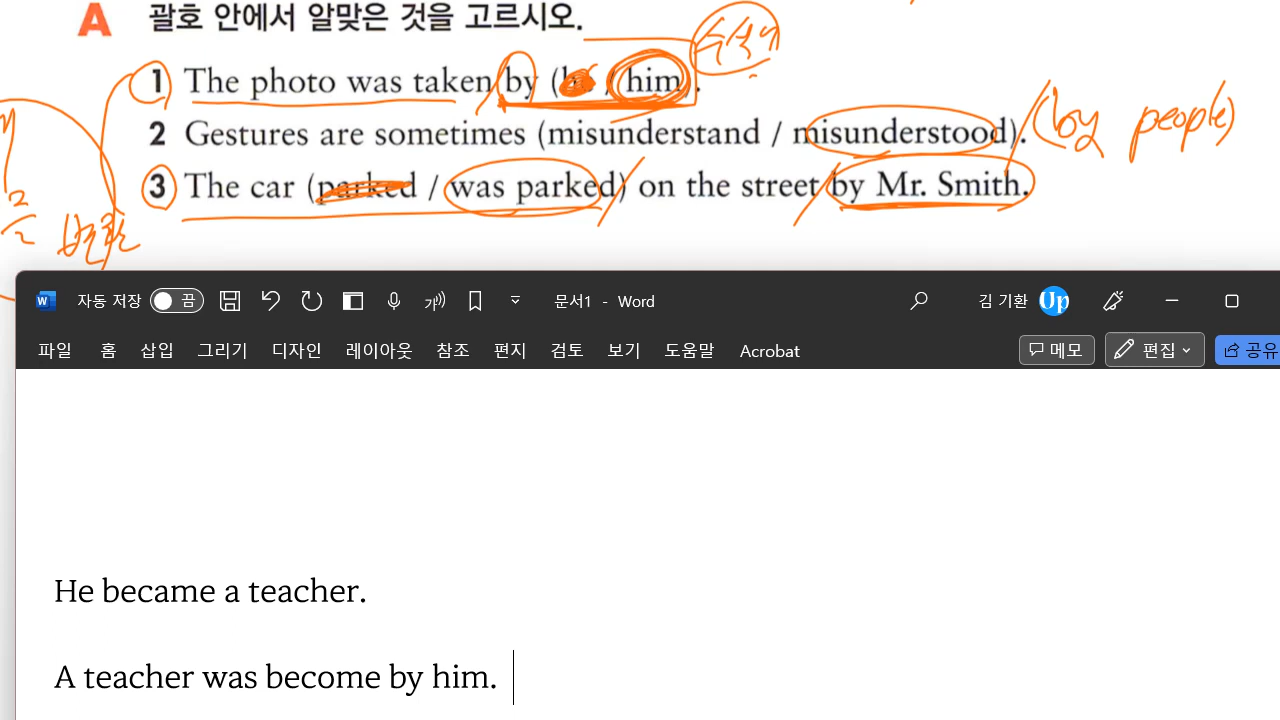 A 괄호 안에서 알맞은 것을 고르시오.
1 The photo was taken by (he / him). 수식어
2 Gestures are sometimes (misunderstand / misunderstood). (by people)
3 The car (parked / was parked) on the street by Mr. Smith.
자동 저장 끔 가)) 문서1 - Word 김 기환 Up
파일 홈 삽입 그리기 디자인 레이아웃 참조 편지 검토 보기 도움말 Acrobat 메모 편집 공유
He became a teacher.
A teacher was become by him.